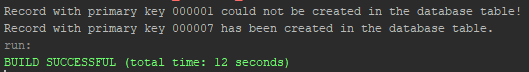 Record with primary key 000001 could not be created in the database table!
Record with primary key 000007 has been created in the database table.
run:
BUILD SUCCESSFUL (total time: 12 seconds)